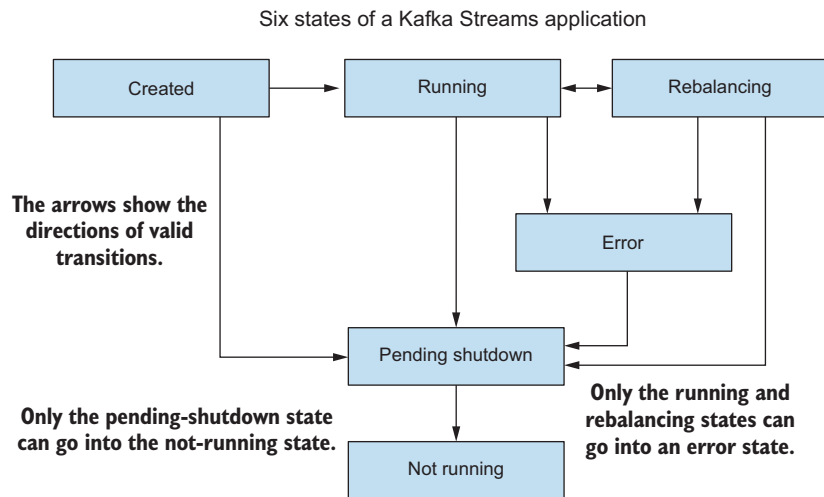 Six states of a Kafka Streams application
Created
Running
Rebalancing
The arrows show the
directions of valid
transitions.
Error
Pending shutdown
Only the pending-shutdown state
can go into the not-running state.
Only the running and
rebalancing states can
go into an error state.
Not running